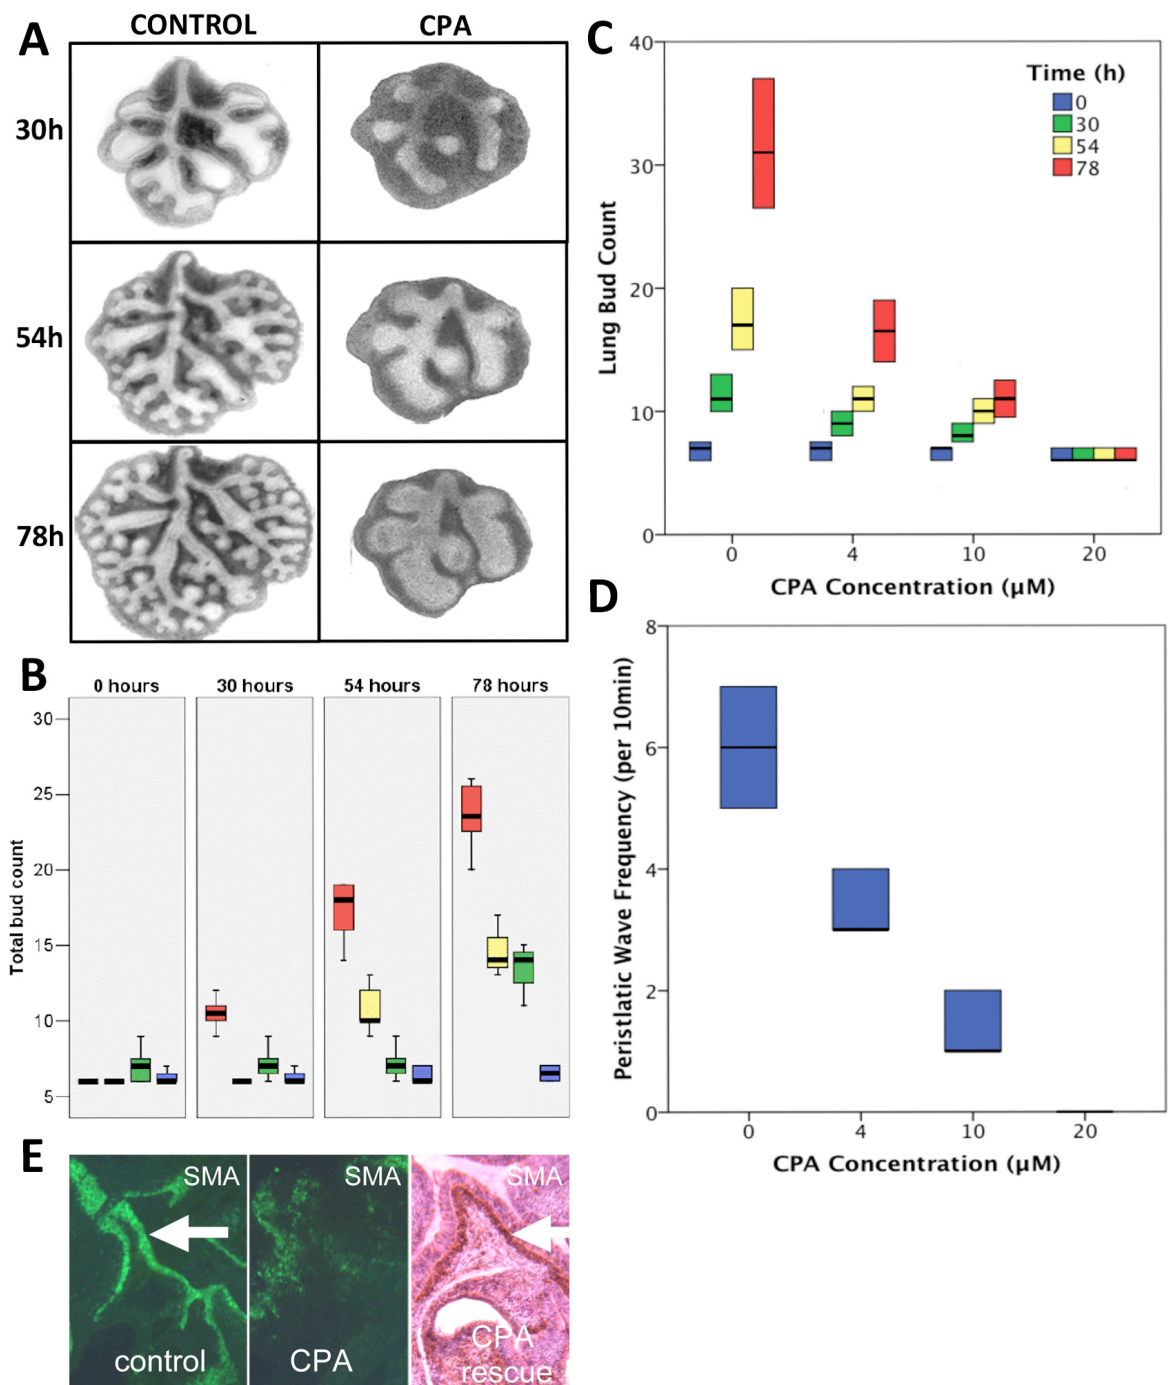 A
CONTROL
CPA
30h
54h
78h
B
0 hours
30 hours
54 hours
78 hours
Total bud count
30
25
20
15
10
5
C
Lung Bud Count
40
30
20
10
0
Time (h)
0
30
54
78
0
4
10
20
CPA Concentration (μM)
D
Peristlatic Wave Frequency (per 10min)
8
6
4
2
0
0
4
10
20
CPA Concentration (μM)
E
SMA
SMA
SMA
control
CPA
CPA
rescue